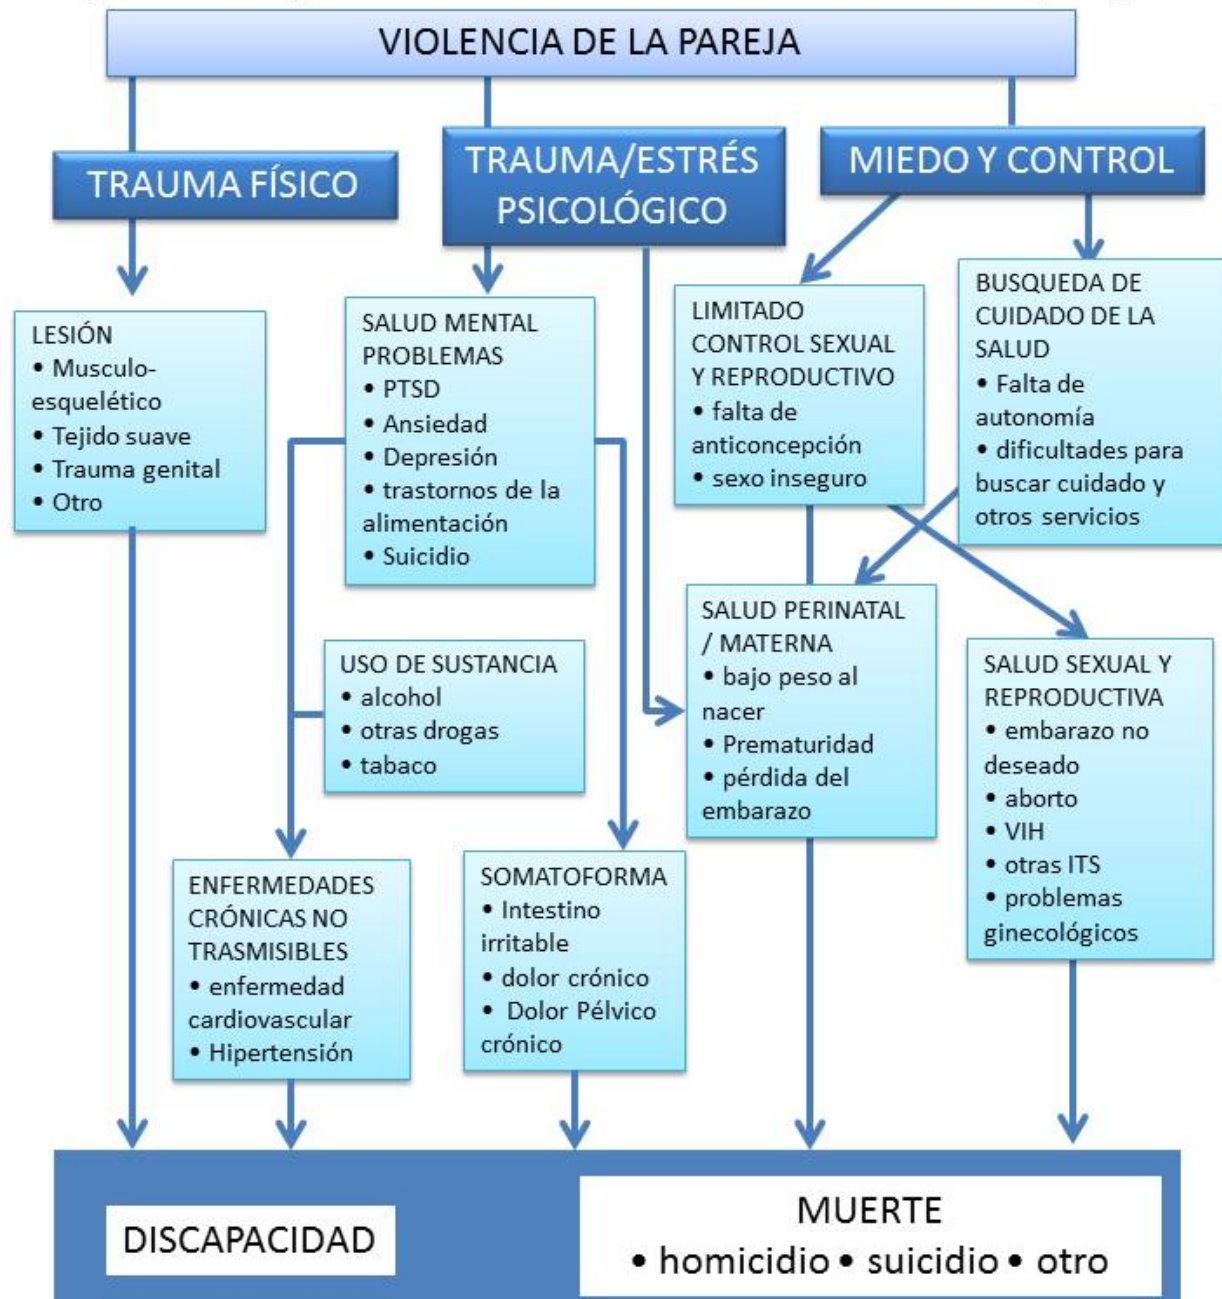 VIOLENCIA DE LA PAREJA
TRAUMA FÍSICO
TRAUMA/ESTRÉS
PSICOLÓGICO
MIEDO Y CONTROL
LESIÓN
• Musculo-
esquelético
• Tejido suave
• Trauma genital
• Otro
SALUD MENTAL
PROBLEMAS
• PTSD
• Ansiedad
• Depresión
• trastornos de la
alimentación
• Suicidio
LIMITADO
CONTROL SEXUAL
Y REPRODUCTIVO
• falta de
anticoncepción
• sexo inseguro
BUSQUEDA DE
CUIDADO DE LA
SALUD
• Falta de
autonomía
• dificultades para
buscar cuidado y
otros servicios
USO DE SUSTANCIA
• alcohol
• otras drogas
• tabaco
SALUD PERINATAL
/ MATERNA
• bajo peso al
nacer
• Prematuridad
• pérdida del
embarazo
SALUD SEXUAL Y
REPRODUCTIVA
• embarazo no
deseado
• aborto
• VIH
• otras ITS
• problemas
ginecológicos
ENFERMEDADES
CRÓNICAS NO
TRASMISIBLES
• enfermedad
cardiovascular
• Hipertensión
SOMATOFORMA
• Intestino
irritable
• dolor crónico
• Dolor Pélvico
crónico
DISCAPACIDAD
MUERTE
• homicidio • suicidio • otro